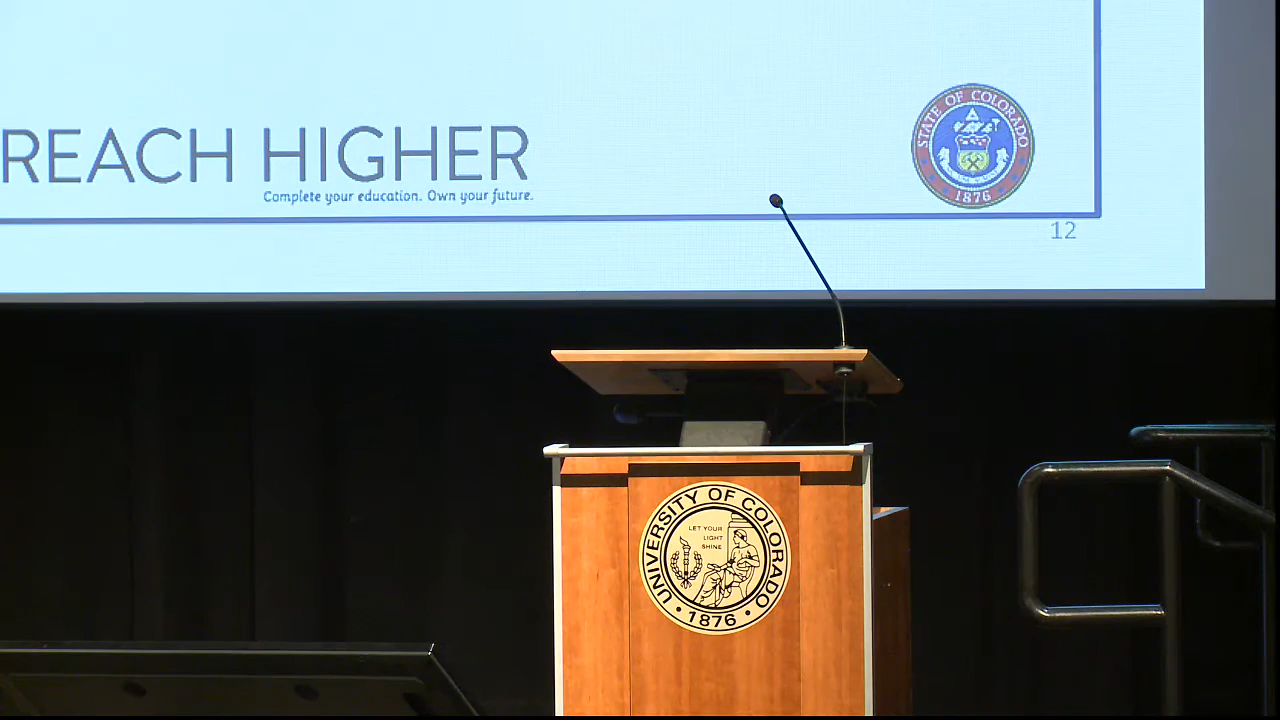 REACH HIGHER
Complete your education. Own your future.
STATE OF COLORADO
1876
12
UNIVERSITY OF COLORADO
LET YOUR
LIGHT
SHINE
1876